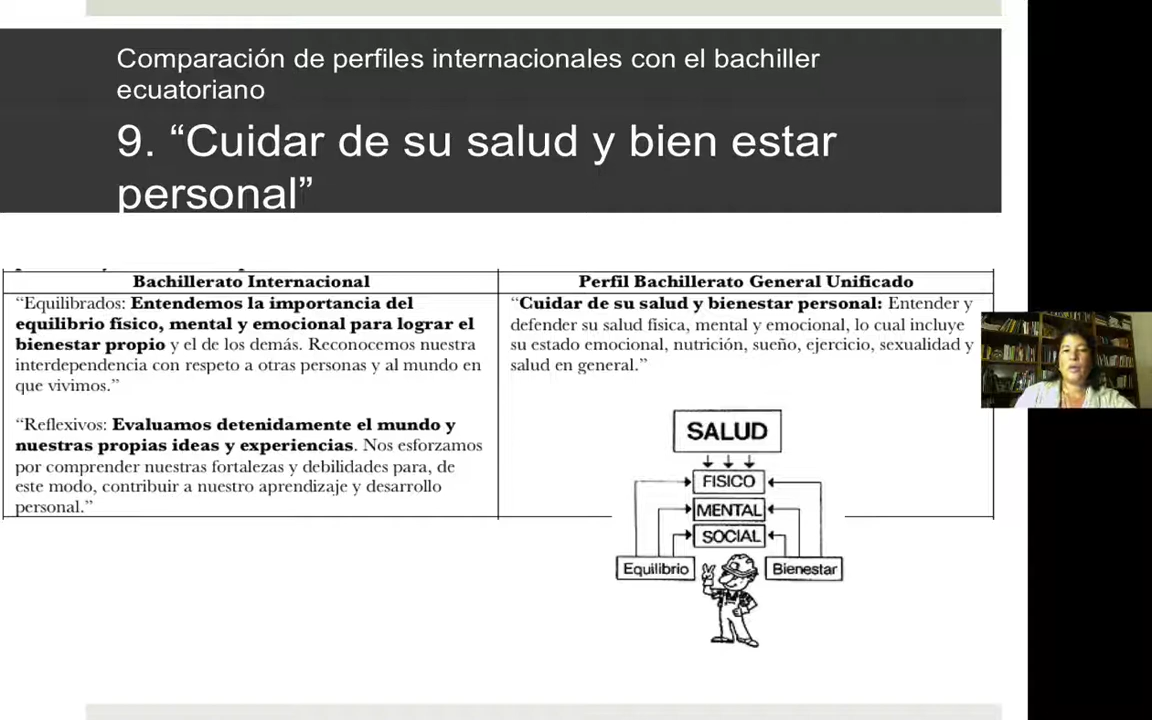 Comparación de perfiles internacionales con el bachiller
ecuatoriano
9. “Cuidar de su salud y bien estar
personal”
Bachillerato Internacional
“Equilibrados: Entendemos la importancia del
equilibrio físico, mental y emocional para lograr el
bienestar propio y el de los demás. Reconocemos nuestra
interdependencia con respeto a otras personas y al mundo en
que vivimos.”
“Reflexivos: Evaluamos detenidamente el mundo y
nuestras propias ideas y experiencias. Nos esforzamos
por comprender nuestras fortalezas y debilidades para, de
este modo, contribuir a nuestro aprendizaje y desarrollo
personal.”
Perfil Bachillerato General Unificado
“Cuidar de su salud y bienestar personal: Entender y
defender su salud física, mental y emocional, lo cual incluye
su estado emocional, nutrición, sueño, ejercicio, sexualidad y
salud en general.”
SALUD
FISICO
MENTAL
SOCIAL
Equilibrio
Bienestar